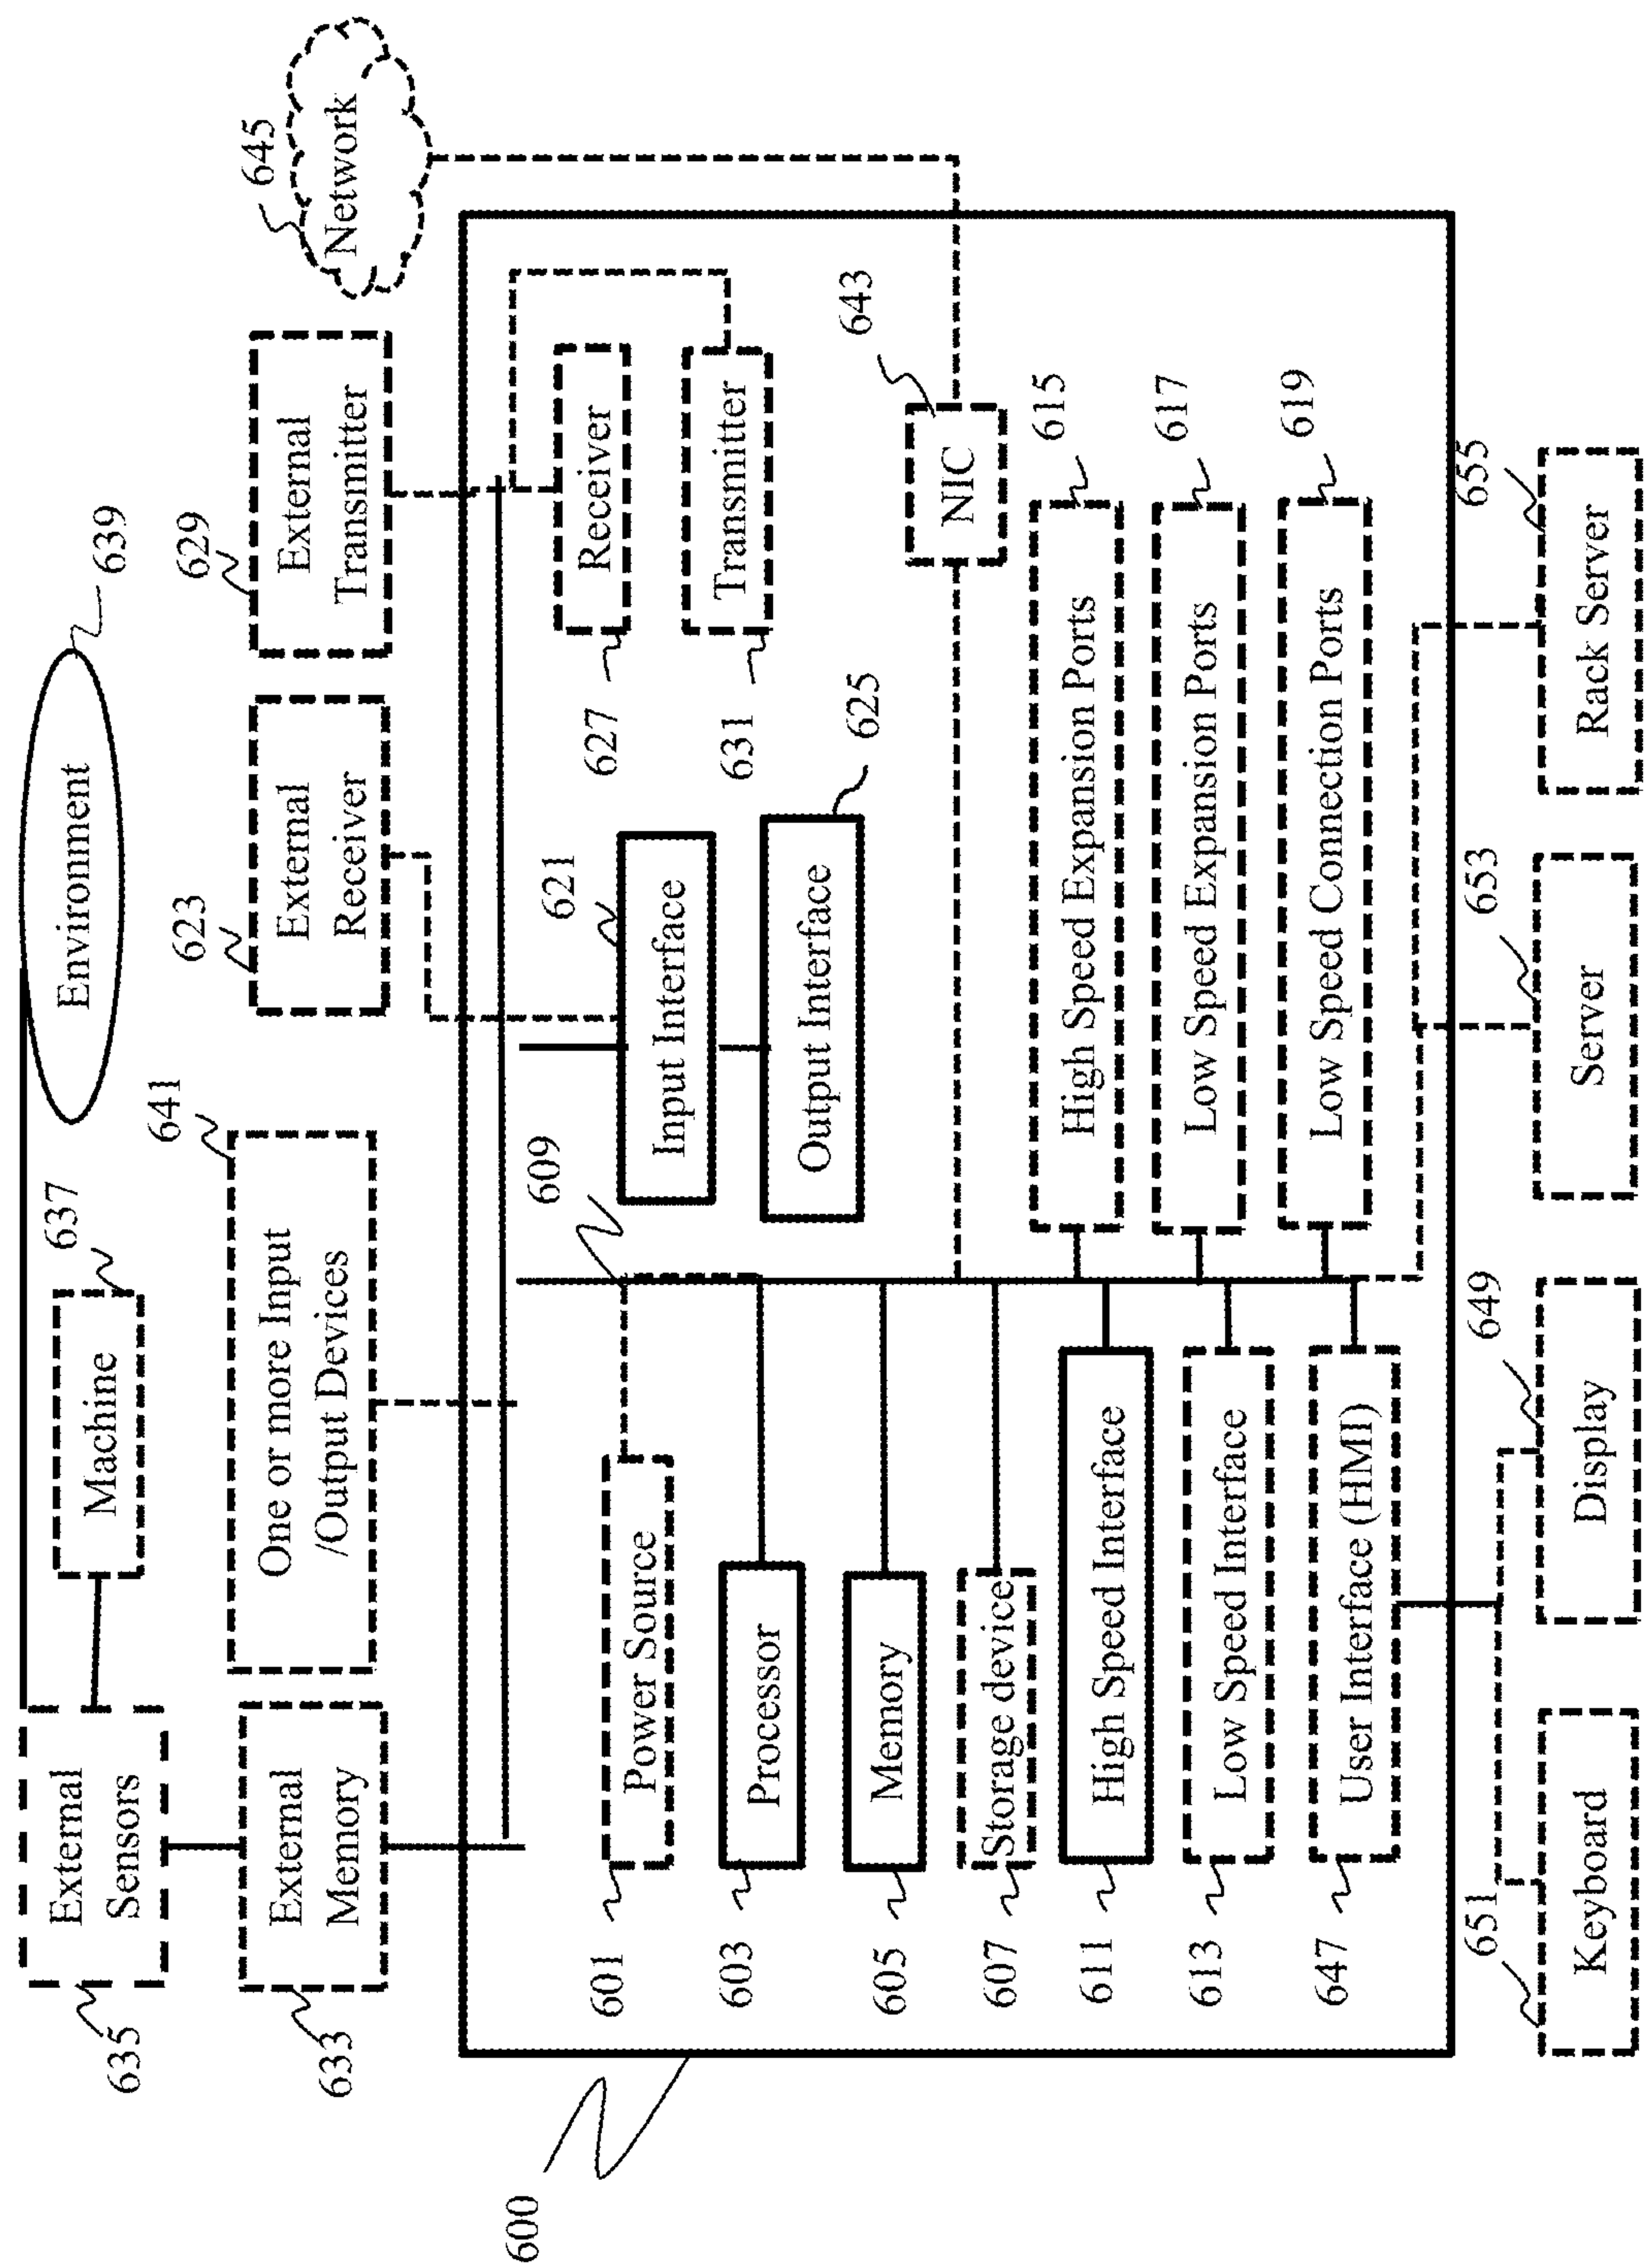 635
External
Sensors
Machine
637
Environment
639
633
External
Memory
One or more Input
/Output Devices
641
623
External
Receiver
629
External
Transmitter
645
Network
600
609
601
Power Source
603
Processor
605
Memory
607
Storage device
611
High Speed Interface
613
Low Speed Interface
647
User Interface (HMI)
621
Input Interface
Output Interface
625
627
Receiver
631
Transmitter
NIC
643
High Speed Expansion Ports
615
Low Speed Expansion Ports
617
Low Speed Connection Ports
619
651
Keyboard
649
Display
653
Server
655
Rack Server